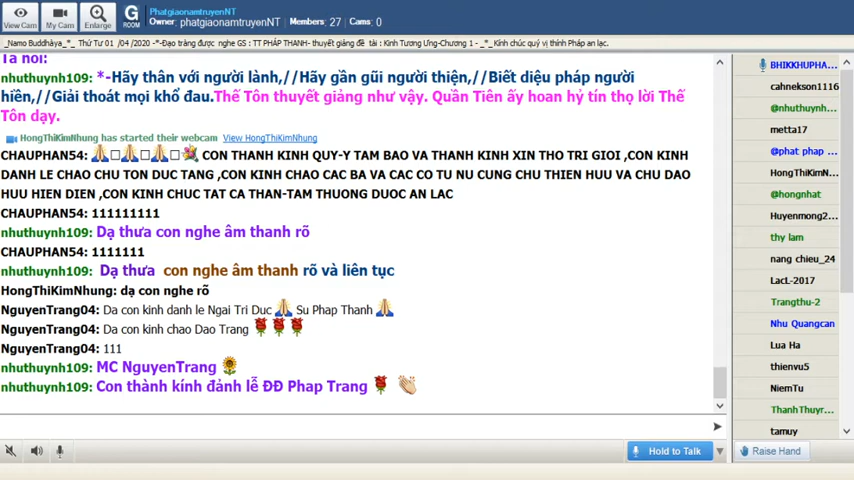 View Cam
My Cam
Enlarge
G
ROOM
PhatgiaonamtruyenNT
Owner: phatgiaonamtruyenNT | Members: 27 | Cams: 0
_Namo Buddhàya_*_ Thứ Tư 01 /04 /2020 -*-Đạo tràng được nghe GS : TT PHÁP THANH- thuyết giảng đề tài : Kinh Tương Ưng-Chương 1 - _*_ Kính chúc quý vị thính Pháp an lạc.
Ta nói:
nhuthuynh109: *-Hãy thân với người lành,//Hãy gần gũi người thiện,//Biết diệu pháp người
hiền,//Giải thoát mọi khổ đau.Thế Tôn thuyết giảng như vậy. Quần Tiên ấy hoan hỷ tín thọ lời Thế
Tôn dạy.
HongThiKimNhung has started their webcam View HongThiKimNhung
CHAUPHAN54: CON THANH KINH QUY-Y TAM BAO VA THANH KINH XIN THO TRI GIOI ,CON KINH
DANH LE CHAO CHU TON DUC TANG ,CON KINH CHAO CAC BA VA CAC CO TU NU CUNG CHU THIEN HUU VA CHU DAO
HUU HIEN DIEN ,CON KINH CHUC TAT CA THAN-TAM THUONG DUOC AN LAC
CHAUPHAN54: 111111111
nhuthuynh109: Dạ thưa con nghe âm thanh rõ
CHAUPHAN54: 1111111
nhuthuynh109: Dạ thưa con nghe âm thanh rõ và liên tục
HongThiKimNhung: dạ con nghe rõ
NguyenTrang04: Da con kinh danh le Ngai Tri Duc Su Phap Thanh
NguyenTrang04: Da con kinh chao Dao Trang
NguyenTrang04: 111
nhuthuynh109: MC NguyenTrang
nhuthuynh109: Con thành kính đảnh lễ ĐĐ Phap Trang
BHIKKHUPHA...
cahnekson1116
@nhuthuynh...
metta17
@phat phap ...
HongThiKimN...
@hongnhat
Huyenmong2...
thy lam
nang chieu_24
LacL-2017
Trangthu-2
Nhu Quangcan
Lua Ha
thienvu5
NiemTu
ThanhThuyr...
tamuy
Hold to Talk
Raise Hand